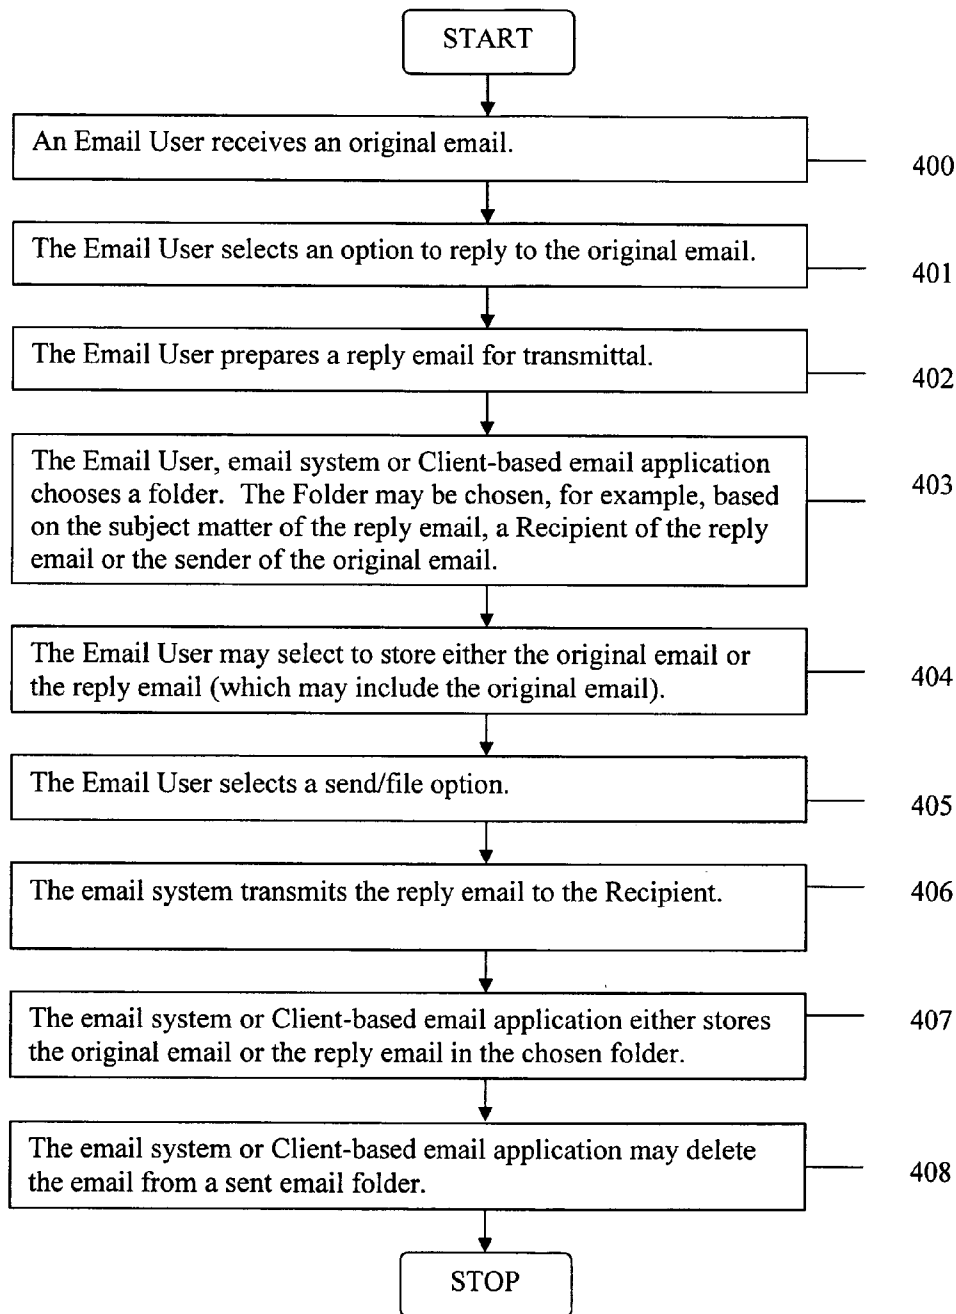 START
An Email User receives an original email.
400
The Email User selects an option to reply to the original email.
401
The Email User prepares a reply email for transmittal.
402
The Email User, email system or Client-based email application
chooses a folder.  The Folder may be chosen, for example, based
on the subject matter of the reply email, a Recipient of the reply
email or the sender of the original email.
403
The Email User may select to store either the original email or
the reply email (which may include the original email).
404
The Email User selects a send/file option.
405
The email system transmits the reply email to the Recipient.
406
The email system or Client-based email application either stores
the original email or the reply email in the chosen folder.
407
The email system or Client-based email application may delete
the email from a sent email folder.
408
STOP